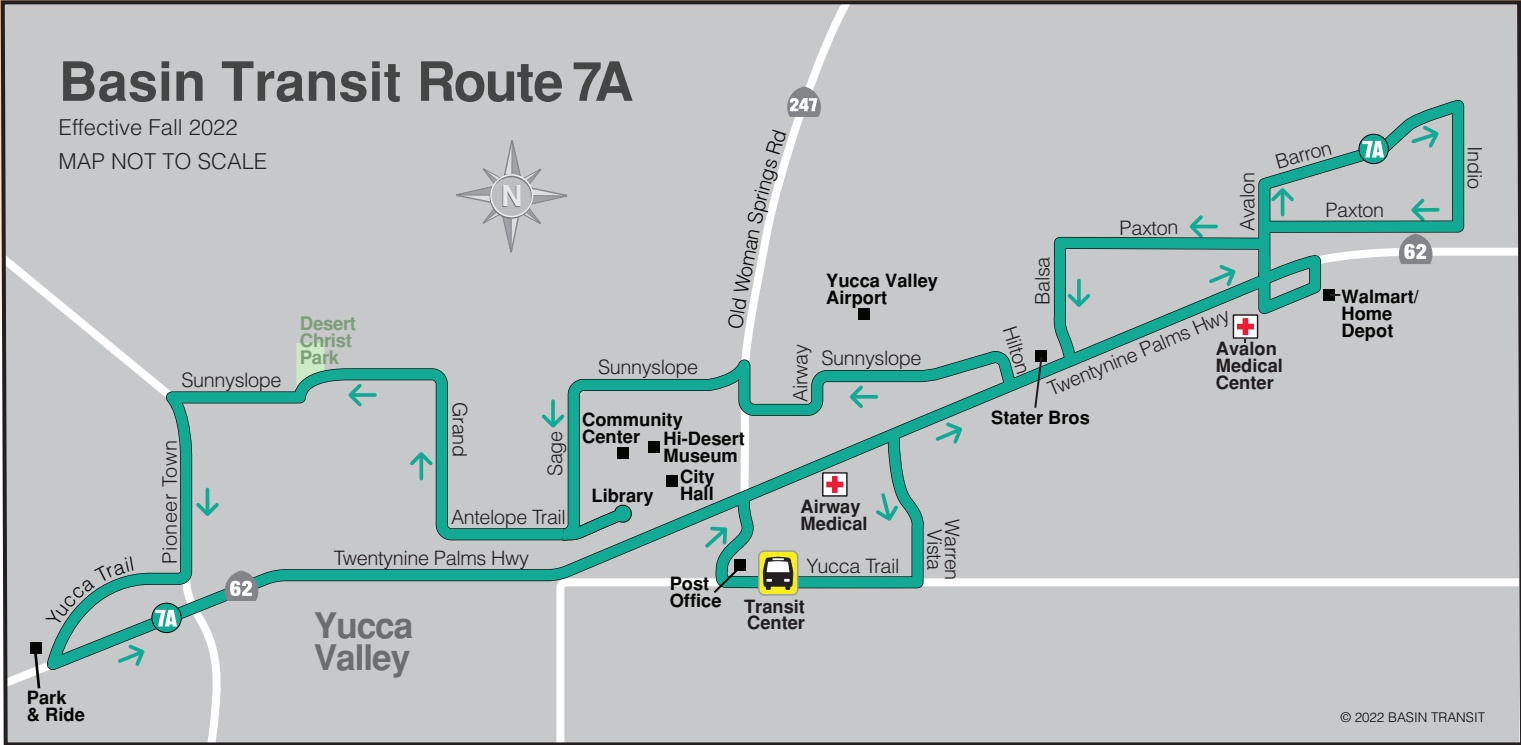 Basin Transit Route 7A
Effective Fall 2022
MAP NOT TO SCALE
N
247
Old Woman Springs Rd
Barron
7A
Indio
Avalon
Paxton
Paxton
62
Balsa
Walmart/
Home
Depot
Yucca Valley
Airport
Twentynine Palms Hwy
Avalon
Medical
Center
Hilton
Stater Bros
Sunnyslope
Airway
Sunnyslope
Desert
Christ
Park
Sunnyslope
Grand
Sage
Community
Center
Hi-Desert
Museum
City
Hall
Library
Antelope Trail
Pioneer Town
Airway
Medical
Warren
Vista
Twentynine Palms Hwy
Yucca Trail
Post
Office
Transit
Center
Yucca Trail
62
7A
Yucca
Valley
Park
& Ride
© 2022 BASIN TRANSIT